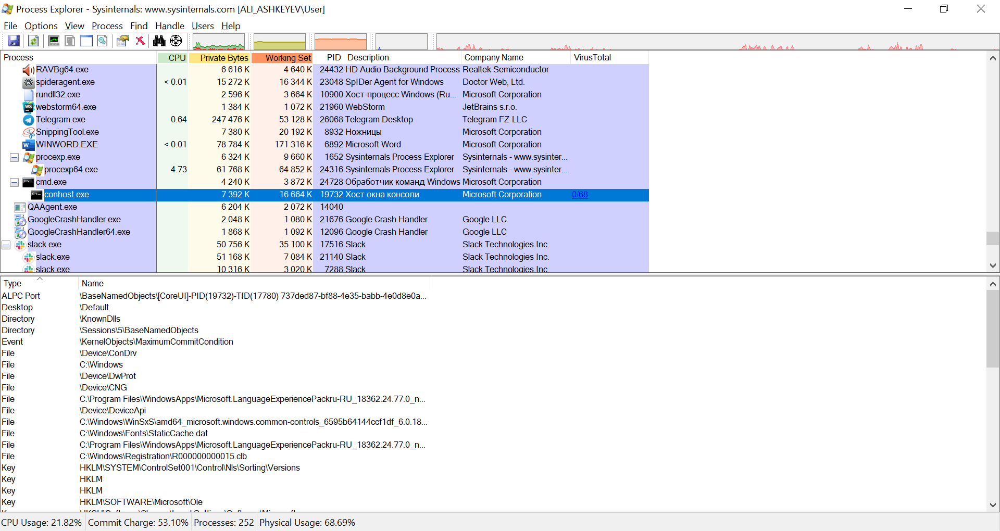 Process Explorer - Sysinternals: www.sysinternals.com [ALI_ASHKEYEV\User]
File Options View Process Find Handle Users Help
Process CPU Private Bytes Working Set PID Description Company Name VirusTotal
RAVBg64.exe 6 616 K 4 640 K 24432 HD Audio Background Process Realtek Semiconductor
spideragent.exe < 0.01 15 272 K 16 344 K 23048 SpIDer Agent for Windows Doctor Web, Ltd.
rundll32.exe 2 596 K 3 664 K 10900 Хост-процесс Windows (Ru... Microsoft Corporation
webstorm64.exe 1 384 K 1 072 K 21960 WebStorm JetBrains s.r.o.
Telegram.exe 0.64 247 476 K 53 128 K 26068 Telegram Desktop Telegram FZ-LLC
SnippingTool.exe 7 380 K 20 192 K 8932 Ножницы Microsoft Corporation
WINWORD.EXE < 0.01 78 784 K 171 316 K 6892 Microsoft Word Microsoft Corporation
procexp.exe 6 324 K 9 660 K 1652 Sysinternals Process Explorer Sysinternals - www.sysinter...
procexp64.exe 4.73 61 768 K 64 852 K 24316 Sysinternals Process Explorer Sysinternals - www.sysinter...
cmd.exe 4 240 K 3 872 K 24728 Обработчик команд Windows Microsoft Corporation
conhost.exe 7 392 K 16 664 K 19732 Хост окна консоли Microsoft Corporation 0/68
QAAgent.exe 6 204 K 2 072 K 14040
GoogleCrashHandler.exe 2 048 K 1 080 K 21676 Google Crash Handler Google LLC
GoogleCrashHandler64.exe 1 868 K 1 092 K 12096 Google Crash Handler Google LLC
slack.exe 50 756 K 35 100 K 17516 Slack Slack Technologies Inc.
slack.exe 51 168 K 7 084 K 21140 Slack Slack Technologies Inc.
slack.exe 10 316 K 3 020 K 7288 Slack Slack Technologies Inc.
Type Name
ALPC Port \BaseNamedObjects\[CoreUI]-PID(19732)-TID(17780) 737ded87-bf88-4e35-babb-4e0d8e0a...
Desktop \Default
Directory \KnownDlls
Directory \Sessions\5\BaseNamedObjects
Event \KernelObjects\MaximumCommitCondition
File \Device\ConDrv
File C:\Windows
File \Device\DwProt
File \Device\CNG
File C:\Program Files\WindowsApps\Microsoft.LanguageExperiencePackru-RU_18362.24.77.0_n...
File \Device\DeviceApi
File C:\Windows\WinSxS\amd64_microsoft.windows.common-controls_6595b64144ccf1df_6.0.18...
File C:\Windows\Fonts\StaticCache.dat
File C:\Program Files\WindowsApps\Microsoft.LanguageExperiencePackru-RU_18362.24.77.0_n...
File C:\Windows\Registration\R000000000015.clb
Key HKLM\SYSTEM\ControlSet001\Control\Nls\Sorting\Versions
Key HKLM
Key HKLM
Key HKLM\SOFTWARE\Microsoft\Ole
CPU Usage: 21.82% Commit Charge: 53.10% Processes: 252 Physical Usage: 68.69%